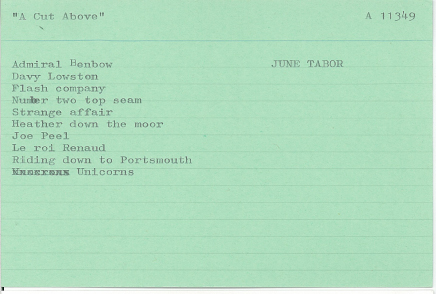 "A Cut Above" A 11349
Admiral Benbow JUNE TABOR
Davy Lowston
Flash company
Number two top seam
Strange affair
Heather down the moor
Joe Peel
Le roi Renaud
Riding down to Portsmouth
Unicorns